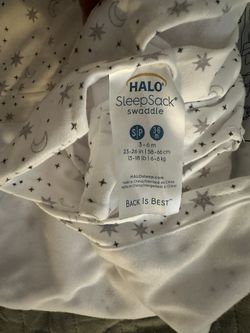 HALO®
SleepSack®
swaddle
S|P
3-6 m
23-26 in | 58-66 cm
13-18 lb | 6-8 kg
HALOsleep.com
BACK IS BEST™